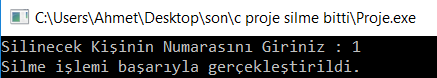 C:\Users\Ahmet\Desktop\son\c proje silme bitti\Proje.exe
Silinecek Kişinin Numarasını Giriniz : 1
Silme işlemi başarıyla gerçekleştirildi.